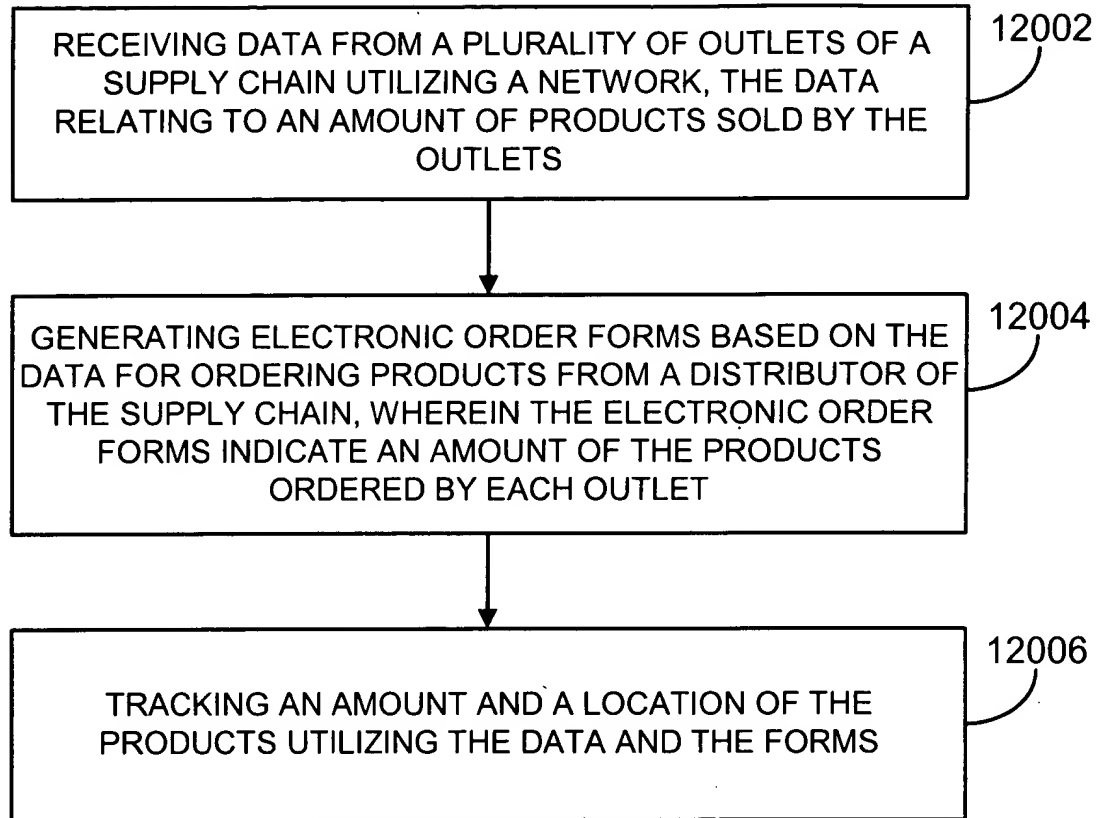 RECEIVING DATA FROM A PLURALITY OF OUTLETS OF A
SUPPLY CHAIN UTILIZING A NETWORK, THE DATA
RELATING TO AN AMOUNT OF PRODUCTS SOLD BY THE
OUTLETS
12002
GENERATING ELECTRONIC ORDER FORMS BASED ON THE
DATA FOR ORDERING PRODUCTS FROM A DISTRIBUTOR OF
THE SUPPLY CHAIN, WHEREIN THE ELECTRONIC ORDER
FORMS INDICATE AN AMOUNT OF THE PRODUCTS
ORDERED BY EACH OUTLET
12004
TRACKING AN AMOUNT AND A LOCATION OF THE
PRODUCTS UTILIZING THE DATA AND THE FORMS
12006